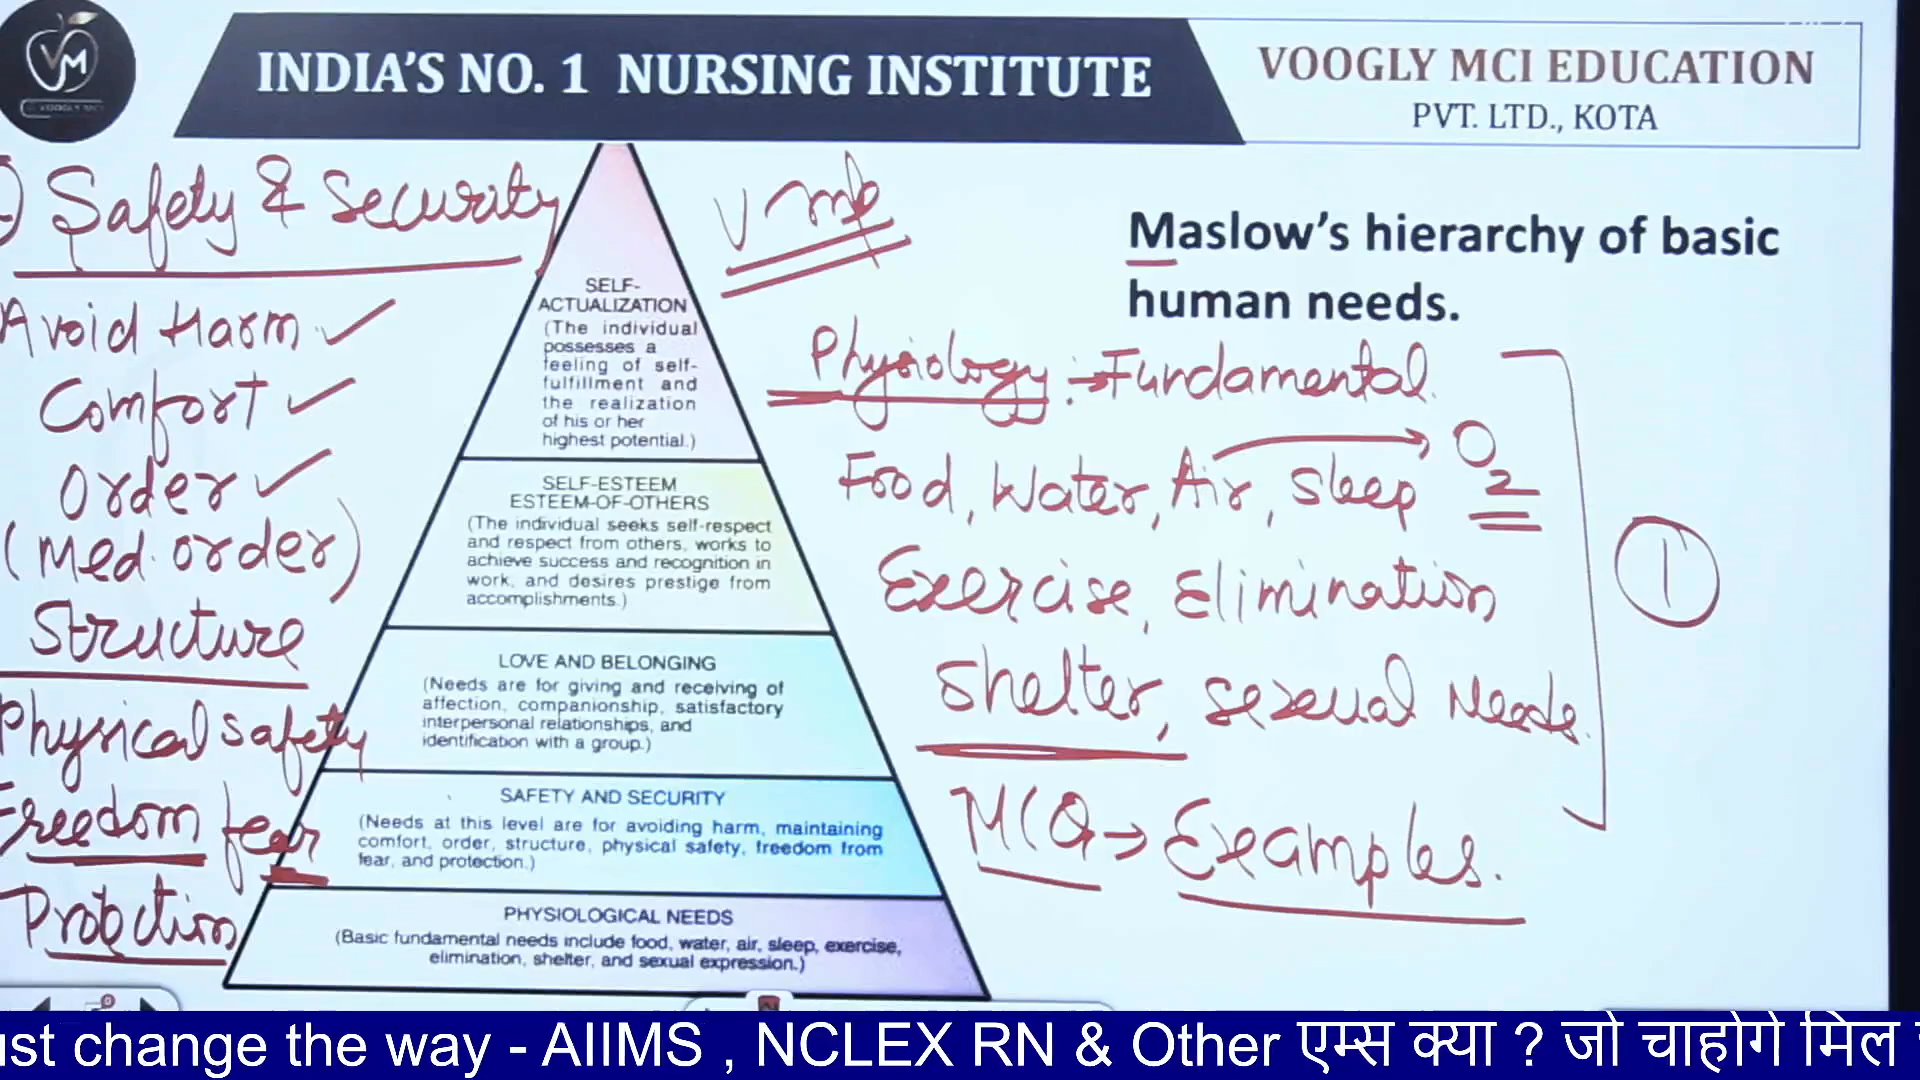 VM
VOOGLY MCI
INDIA'S NO. 1 NURSING INSTITUTE
VOOGLY MCI EDUCATION
PVT. LTD., KOTA
Safety & Security
Avoid Harm
Comfort
Order
(Med. order)
Structure
Physical safety
Freedom fear
Protection
V Imp
SELF-
ACTUALIZATION
(The individual
possesses a
feeling of self-
fulfillment and
the realization
of his or her
highest potential.)
SELF-ESTEEM
ESTEEM-OF-OTHERS
(The individual seeks self-respect
and respect from others, works to
achieve success and recognition in
work, and desires prestige from
accomplishments.)
LOVE AND BELONGING
(Needs are for giving and receiving of
affection, companionship, satisfactory
interpersonal relationships, and
identification with a group.)
SAFETY AND SECURITY
(Needs at this level are for avoiding harm, maintaining
comfort, order, structure, physical safety, freedom from
fear, and protection.)
PHYSIOLOGICAL NEEDS
(Basic fundamental needs include food, water, air, sleep, exercise,
elimination, shelter, and sexual expression.)
Maslow's hierarchy of basic
human needs.
Physiology :→ Fundamental
Food, Water, Air, Sleep O2
Exercise, Elimination
Shelter, Sexual Needs.
1
MCQ → Examples.
ust change the way - AIIMS , NCLEX RN & Other एम्स क्या ? जो चाहोगे मिल